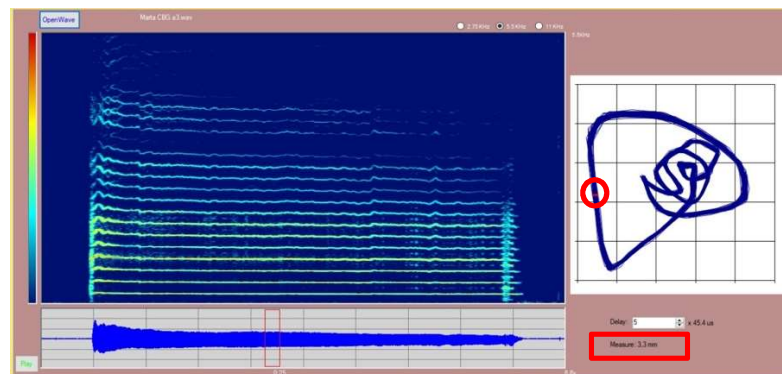 OpenWave
Matta CBG a3.wav
2.75 KHz 5.5 KHz 11 KHz
5.5kHz
Delay: 5 x 45.4 us
Measure: 3.3 mm
Play